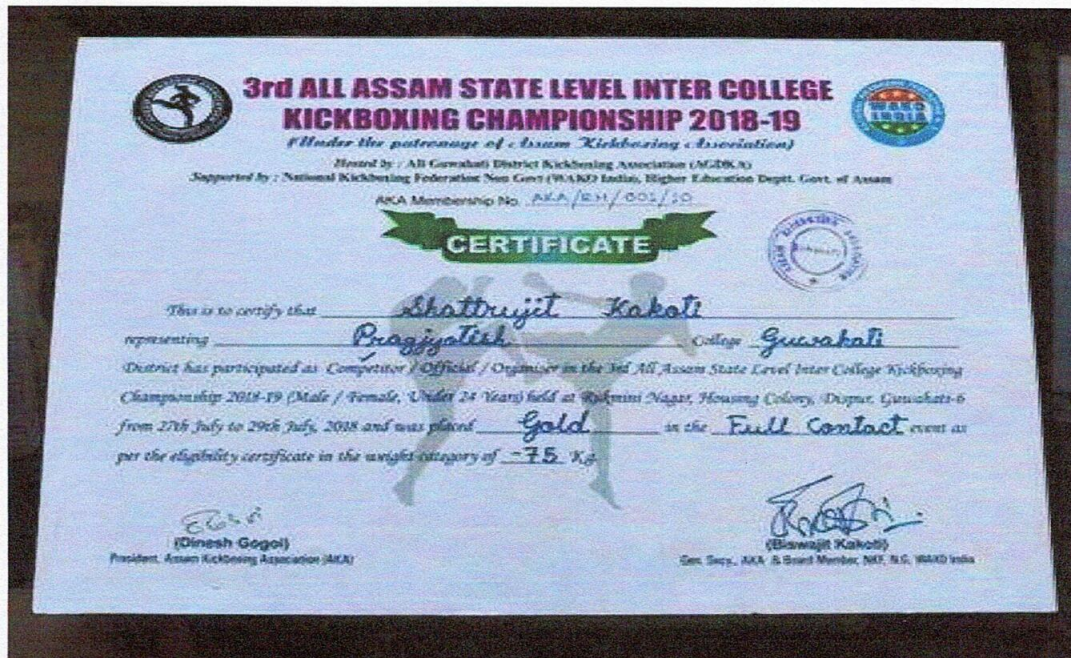 3rd ALL ASSAM STATE LEVEL INTER COLLEGE
KICKBOXING CHAMPIONSHIP 2018-19
(Under the patronage of Assam Kickboxing Association)
Hosted by : All Guwahati District Kickboxing Association (AGDKA)
Supported by : National Kickboxing Federation Non Govt (WAKO India), Higher Education Deptt. Govt. of Assam
WAKO
INDIA
AKA Membership No. AKA/RM/001/10
CERTIFICATE
This is to certify that Shattrujit Kakoti
representing Pragjyotish College Guwahati
District has participated as Competitor / Official / Organiser in the 3rd All Assam State Level Inter College Kickboxing
Championship 2018-19 (Male / Female, Under 24 Years) held at Rukmini Nagar, Housing Colony, Dispur, Guwahati-6
from 27th July to 29th July, 2018 and was placed Gold in the Full Contact event as
per the eligibility certificate in the weight category of -75 Kg.
(Dinesh Gogoi)
President, Assam Kickboxing Association (AKA)
(Biswajit Kakoti)
Gen. Secy., AKA & Board Member, NKF, N.G. WAKO India